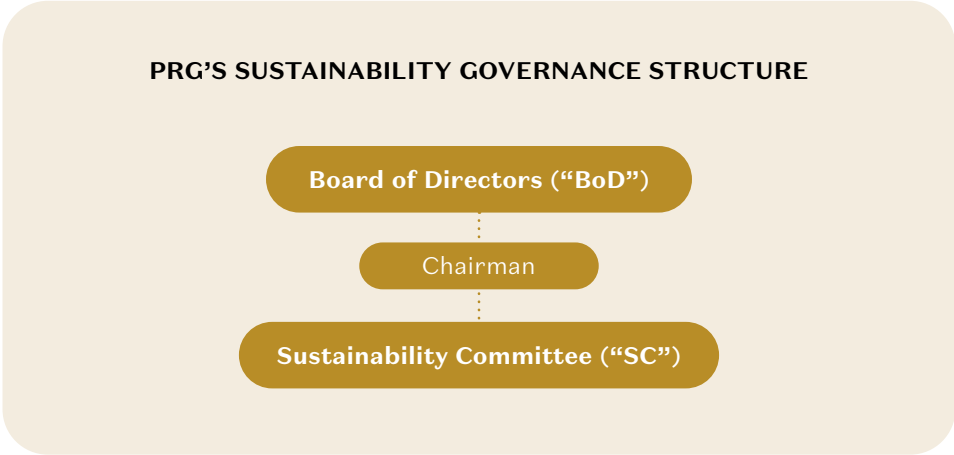 PRG’S SUSTAINABILITY GOVERNANCE STRUCTURE
Board of Directors (“BoD”)
Chairman
Sustainability Committee (“SC”)